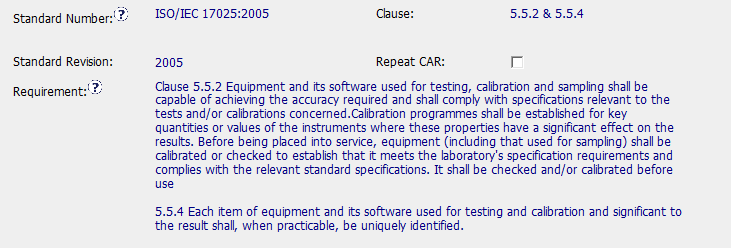 Standard Number:? ISO/IEC 17025:2005 Clause: 5.5.2 & 5.5.4
Standard Revision: 2005 Repeat CAR:
Requirement:? Clause 5.5.2 Equipment and its software used for testing, calibration and sampling shall be
capable of achieving the accuracy required and shall comply with specifications relevant to the
tests and/or calibrations concerned.Calibration programmes shall be established for key
quantities or values of the instruments where these properties have a significant effect on the
results. Before being placed into service, equipment (including that used for sampling) shall be
calibrated or checked to establish that it meets the laboratory's specification requirements and
complies with the relevant standard specifications. It shall be checked and/or calibrated before
use
5.5.4 Each item of equipment and its software used for testing and calibration and significant to
the result shall, when practicable, be uniquely identified.